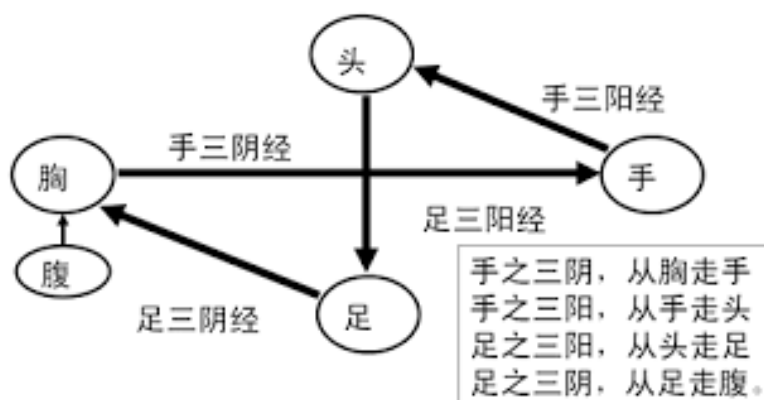 头
手三阳经
手三阴经
胸
手
足三阳经
腹
足三阴经
足
手之三阴，从胸走手
手之三阳，从手走头
足之三阳，从头走足
足之三阴，从足走腹。